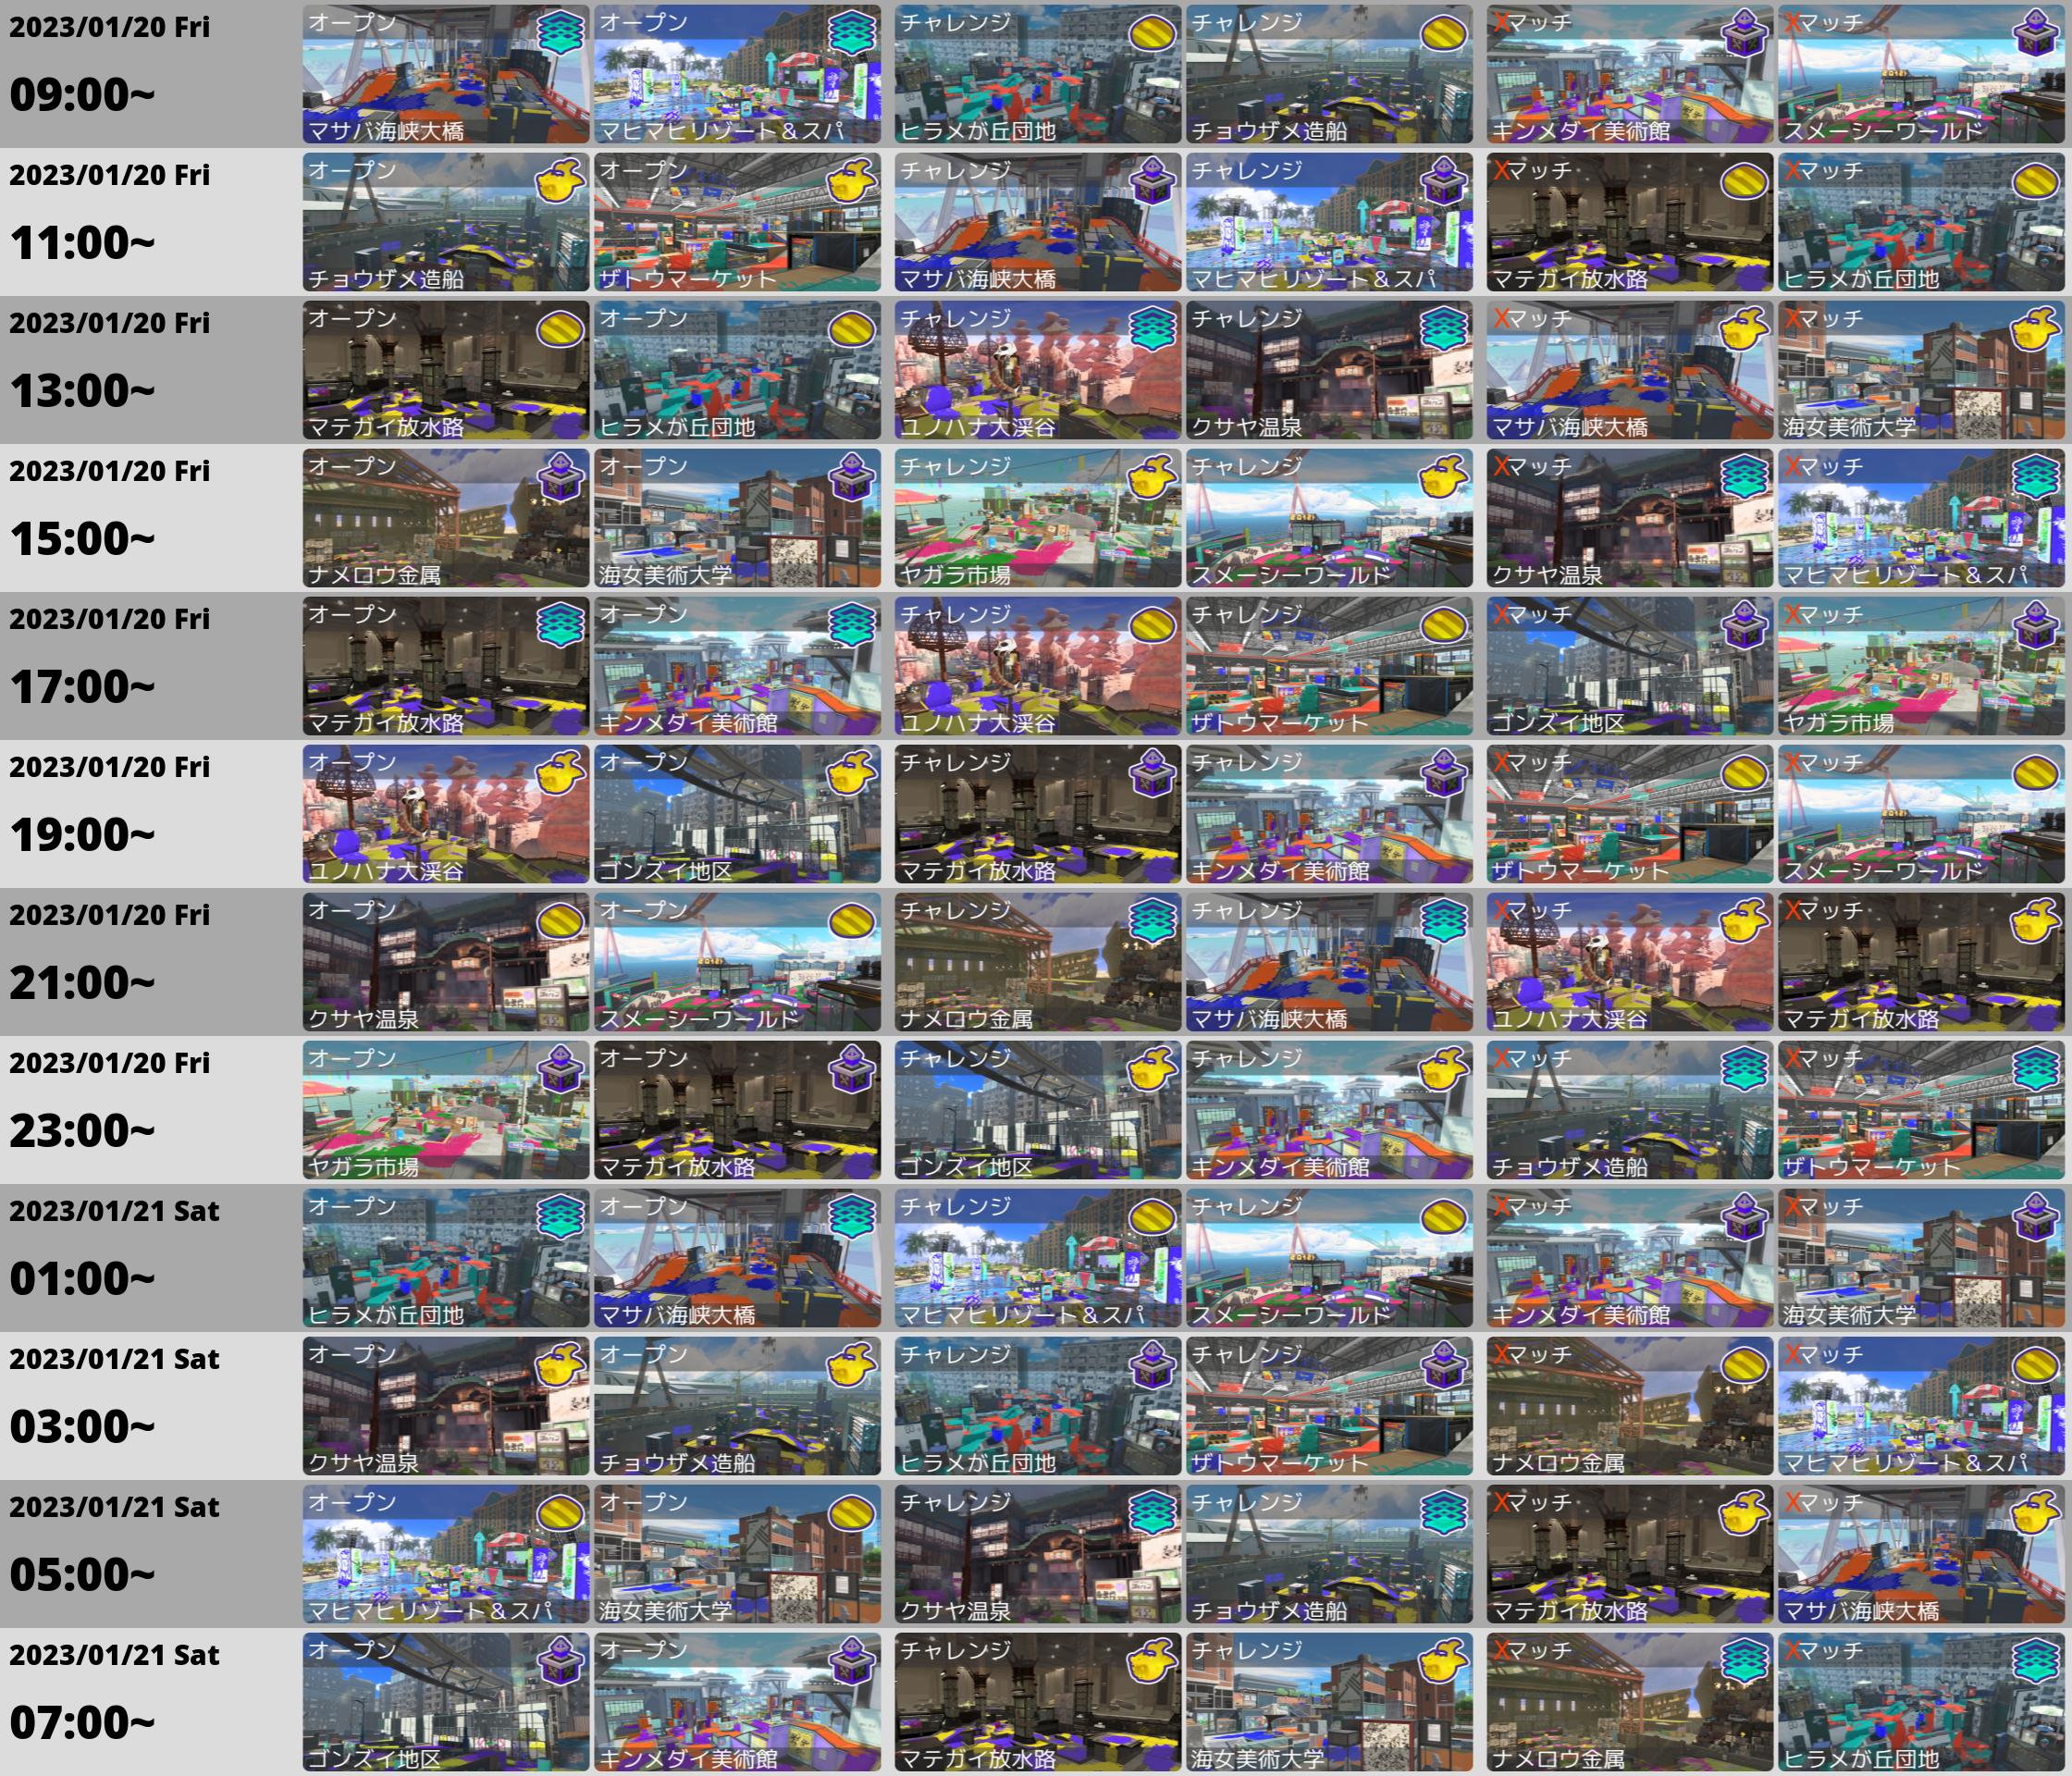 2023/01/20 Fri
09:00~
オープン オープン チャレンジ チャレンジ Xマッチ Xマッチ
マサバ海峡大橋 マヒマヒリゾート＆スパ ヒラメが丘団地 チョウザメ造船 キンメダイ美術館 スメーシーワールド
2023/01/20 Fri
11:00~
オープン オープン チャレンジ チャレンジ Xマッチ Xマッチ
チョウザメ造船 ザトウマーケット マサバ海峡大橋 マヒマヒリゾート＆スパ マテガイ放水路 ヒラメが丘団地
2023/01/20 Fri
13:00~
オープン オープン チャレンジ チャレンジ Xマッチ Xマッチ
マテガイ放水路 ヒラメが丘団地 ユノハナ大渓谷 クサヤ温泉 マサバ海峡大橋 海女美術大学
2023/01/20 Fri
15:00~
オープン オープン チャレンジ チャレンジ Xマッチ Xマッチ
ナメロウ金属 海女美術大学 ヤガラ市場 スメーシーワールド クサヤ温泉 マヒマヒリゾート＆スパ
2023/01/20 Fri
17:00~
オープン オープン チャレンジ チャレンジ Xマッチ Xマッチ
マテガイ放水路 キンメダイ美術館 ユノハナ大渓谷 ザトウマーケット ゴンズイ地区 ヤガラ市場
2023/01/20 Fri
19:00~
オープン オープン チャレンジ チャレンジ Xマッチ Xマッチ
ユノハナ大渓谷 ゴンズイ地区 マテガイ放水路 キンメダイ美術館 ザトウマーケット スメーシーワールド
2023/01/20 Fri
21:00~
オープン オープン チャレンジ チャレンジ Xマッチ Xマッチ
クサヤ温泉 スメーシーワールド ナメロウ金属 マサバ海峡大橋 ユノハナ大渓谷 マテガイ放水路
2023/01/20 Fri
23:00~
オープン オープン チャレンジ チャレンジ Xマッチ Xマッチ
ヤガラ市場 マテガイ放水路 ゴンズイ地区 キンメダイ美術館 チョウザメ造船 ザトウマーケット
2023/01/21 Sat
01:00~
オープン オープン チャレンジ チャレンジ Xマッチ Xマッチ
ヒラメが丘団地 マサバ海峡大橋 マヒマヒリゾート＆スパ スメーシーワールド キンメダイ美術館 海女美術大学
2023/01/21 Sat
03:00~
オープン オープン チャレンジ チャレンジ Xマッチ Xマッチ
クサヤ温泉 チョウザメ造船 ヒラメが丘団地 ザトウマーケット ナメロウ金属 マヒマヒリゾート＆スパ
2023/01/21 Sat
05:00~
オープン オープン チャレンジ チャレンジ Xマッチ Xマッチ
マヒマヒリゾート＆スパ 海女美術大学 クサヤ温泉 チョウザメ造船 マテガイ放水路 マサバ海峡大橋
2023/01/21 Sat
07:00~
オープン オープン チャレンジ チャレンジ Xマッチ Xマッチ
ゴンズイ地区 キンメダイ美術館 マテガイ放水路 海女美術大学 ナメロウ金属 ヒラメが丘団地